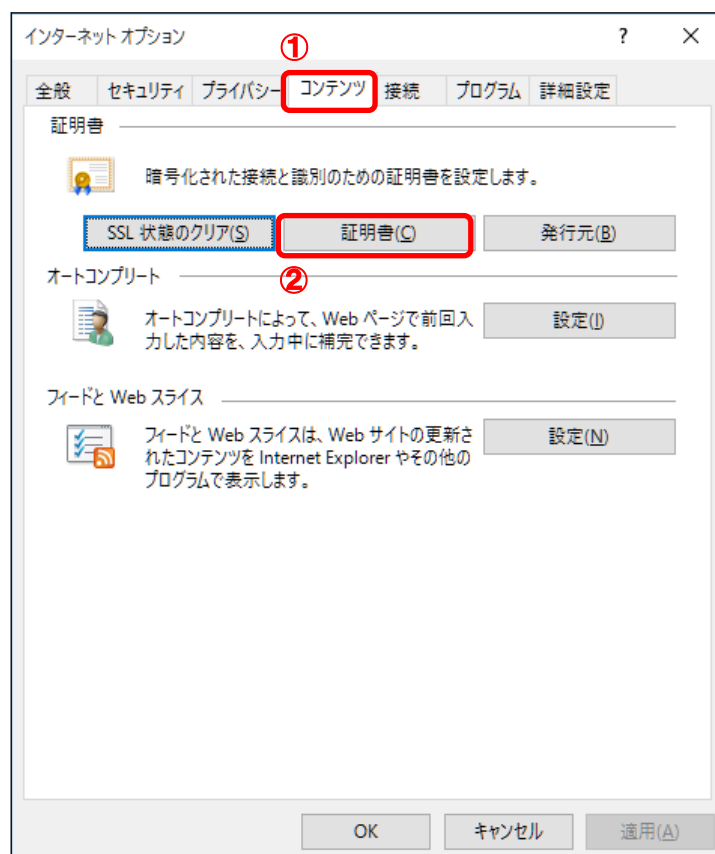 インターネット オプション ? ×
①
全般 セキュリティ プライバシー コンテンツ 接続 プログラム 詳細設定
証明書
暗号化された接続と識別のための証明書を設定します。
SSL 状態のクリア(S) 証明書(C) 発行元(B)
②
オートコンプリート
オートコンプリートによって、Web ページで前回入
力した内容を、入力中に補完できます。
設定(I)
フィードと Web スライス
フィードと Web スライスは、Web サイトの更新さ
れたコンテンツを Internet Explorer やその他の
プログラムで表示します。
設定(N)
OK キャンセル 適用(A)